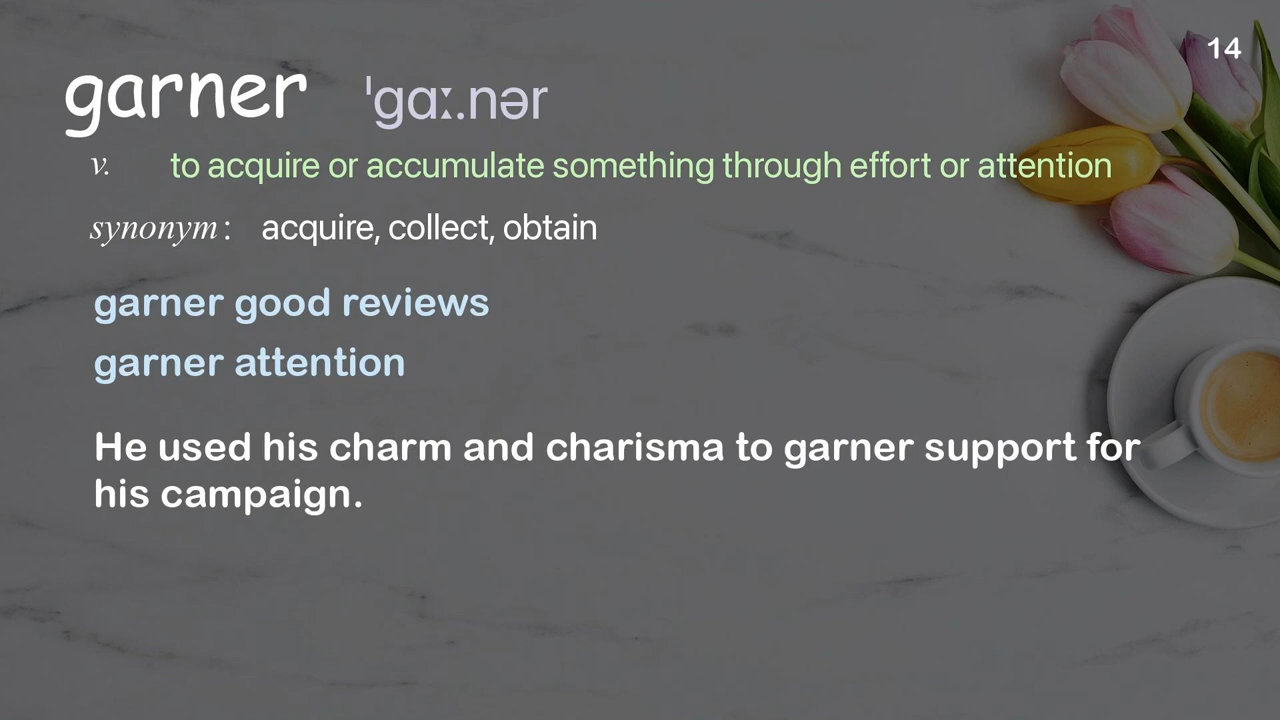 14
garner ˈɡɑː.nər
v. to acquire or accumulate something through effort or attention
synonym : acquire, collect, obtain
garner good reviews
garner attention
He used his charm and charisma to garner support for
his campaign.